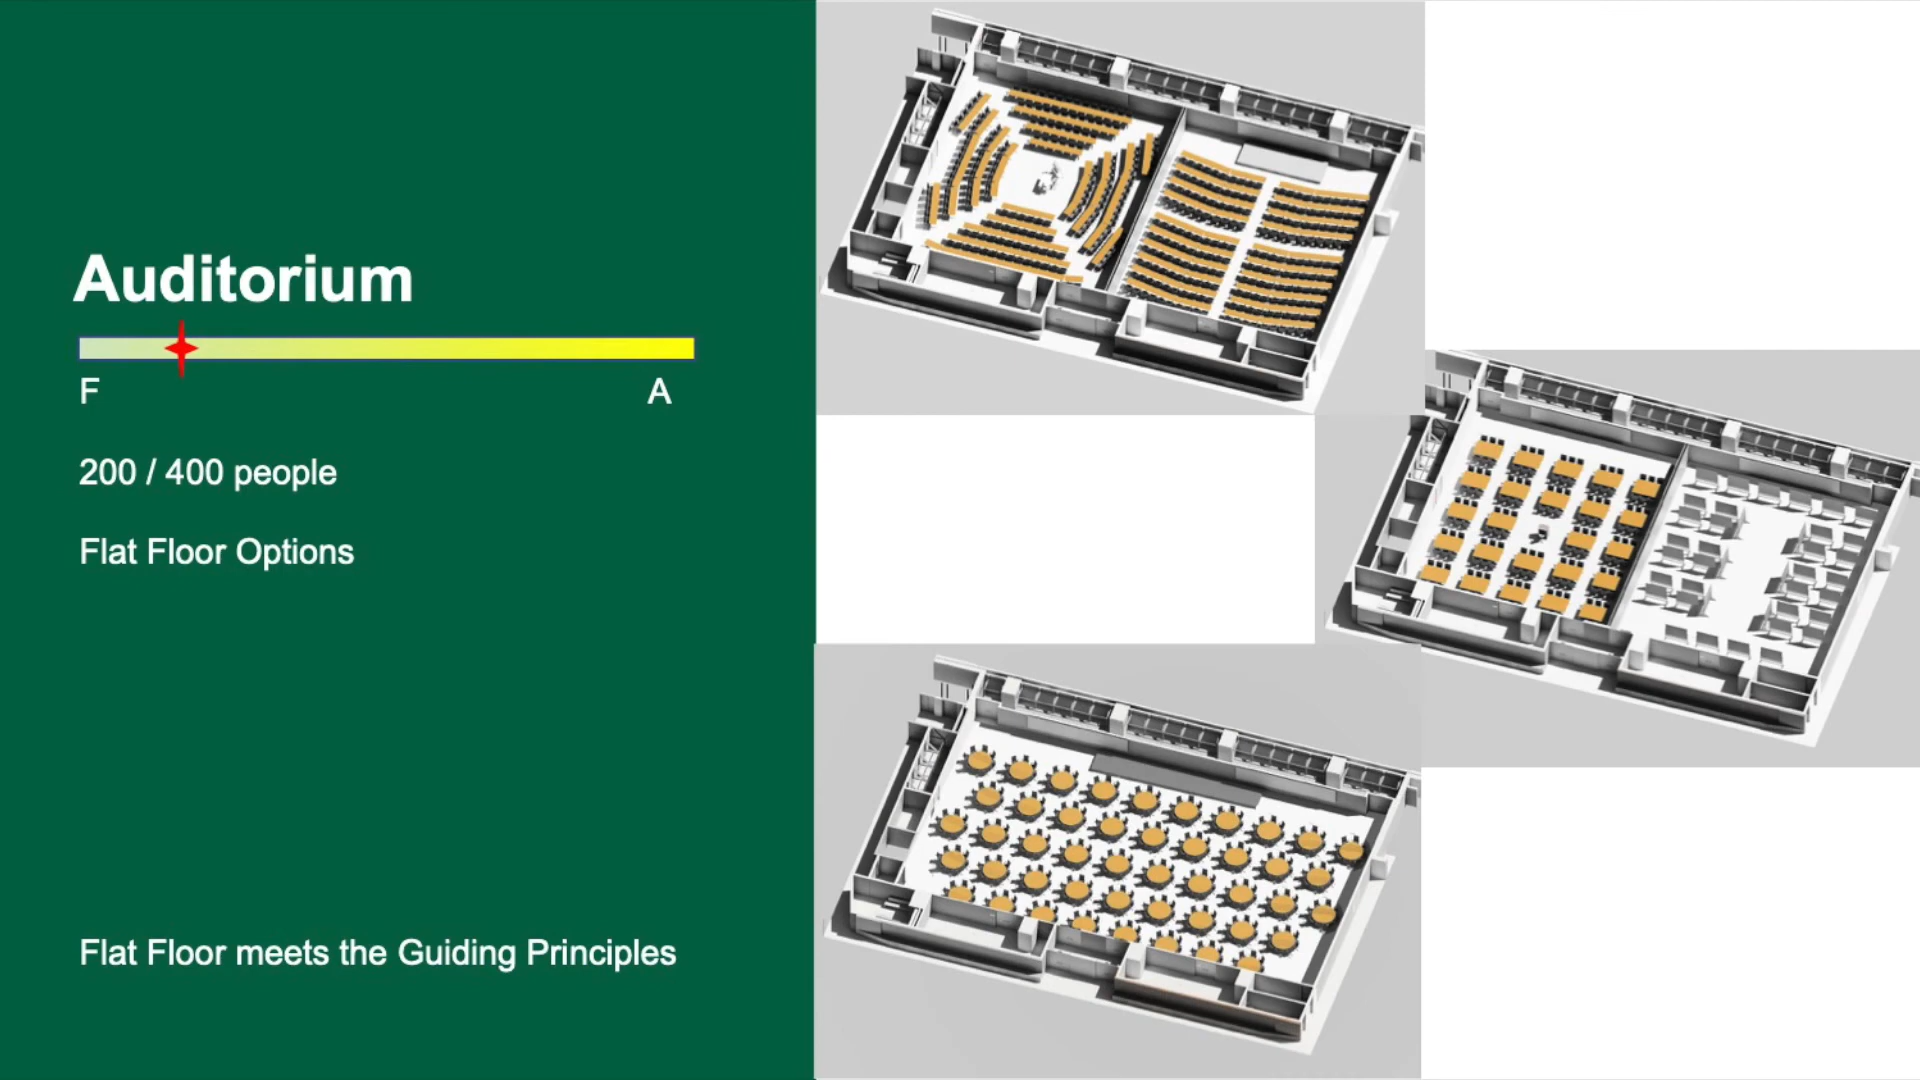 Auditorium
F A
200 / 400 people
Flat Floor Options
Flat Floor meets the Guiding Principles